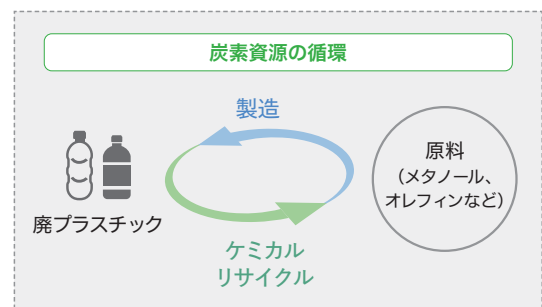 炭素資源の循環
製造
廃プラスチック
原料
(メタノール、
オレフィンなど)
ケミカル
リサイクル